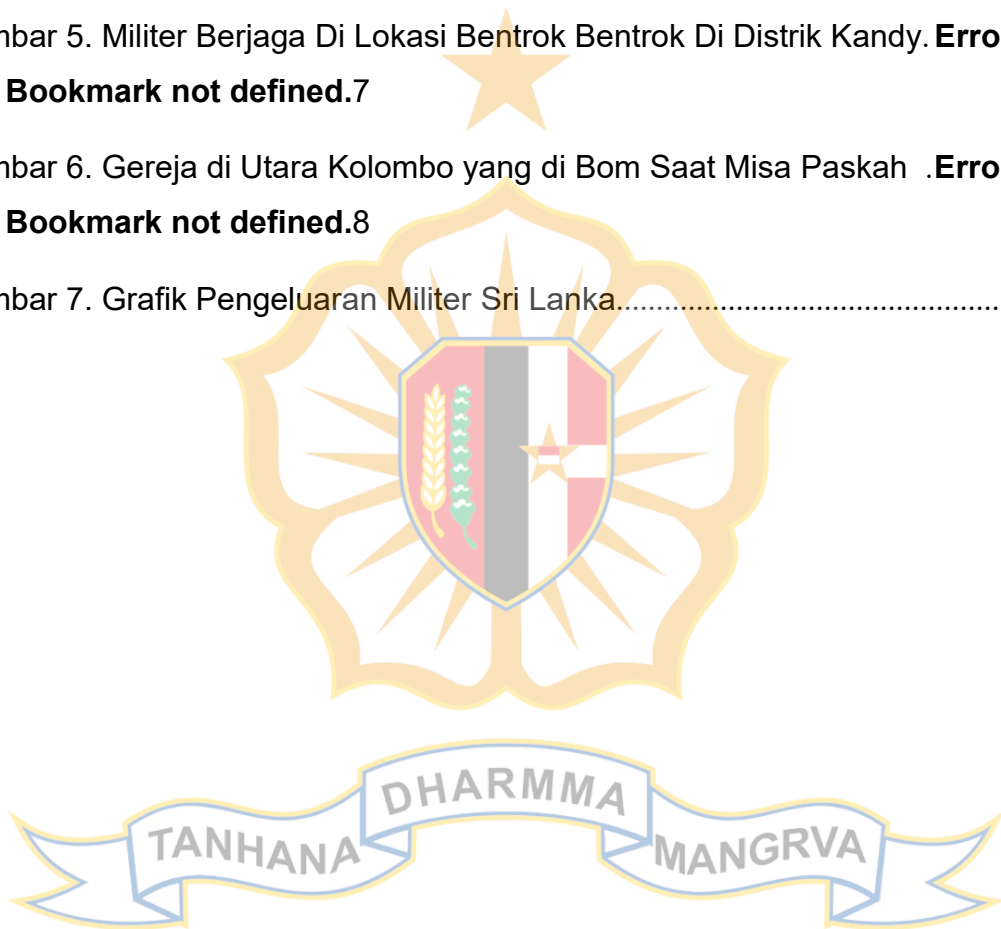 mbar 5. Militer Berjaga Di Lokasi Bentrok Bentrok Di Distrik Kandy. Erro
Bookmark not defined.7
mbar 6. Gereja di Utara Kolombo yang di Bom Saat Misa Paskah .Erro
Bookmark not defined.8
mbar 7. Grafik Pengeluaran Militer Sri Lanka............................................
TANHANA DHARMMA MANGRVA